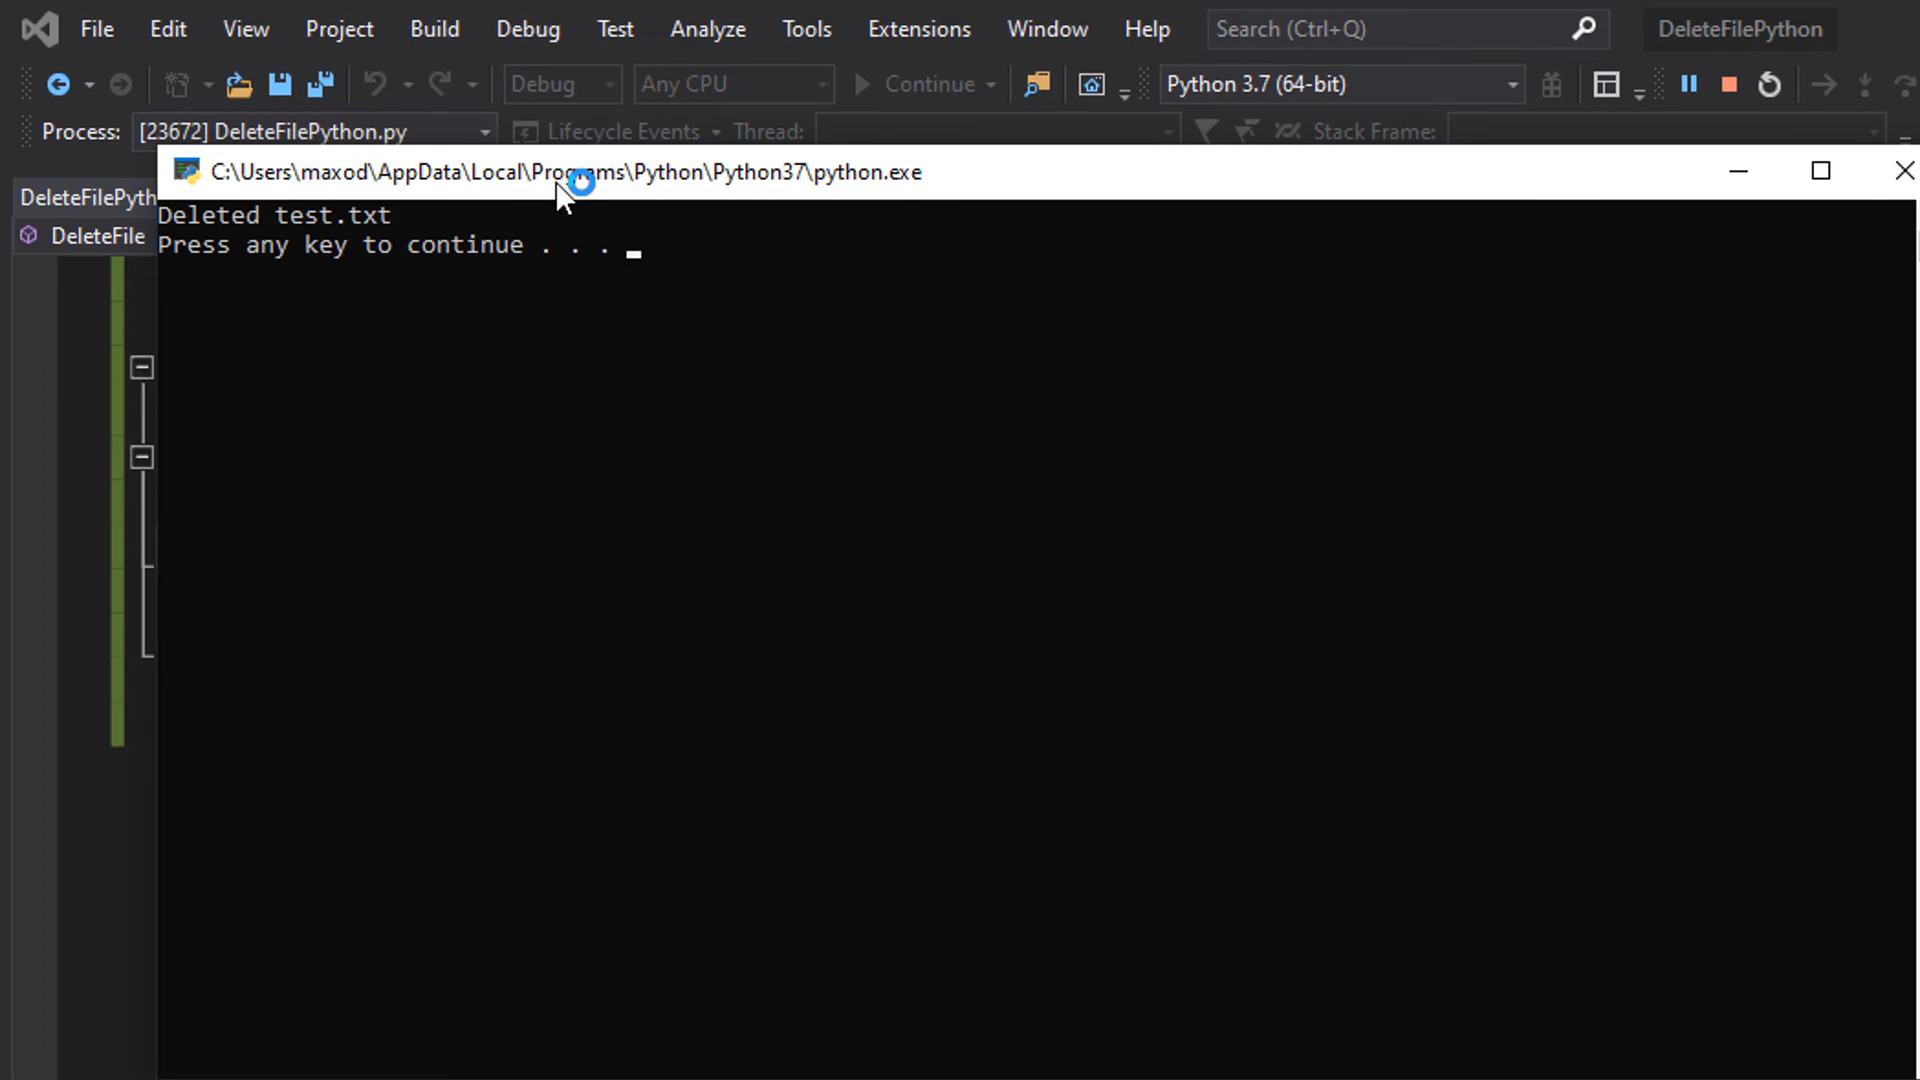 File Edit View Project Build Debug Test Analyze Tools Extensions Window Help Search (Ctrl+Q) DeleteFilePython
Debug Any CPU Continue Python 3.7 (64-bit)
Process: [23672] DeleteFilePython.py Lifecycle Events Thread: Stack Frame:
C:\Users\maxod\AppData\Local\Programs\Python\Python37\python.exe
DeleteFilePyth
DeleteFile
Deleted test.txt
Press any key to continue . . .